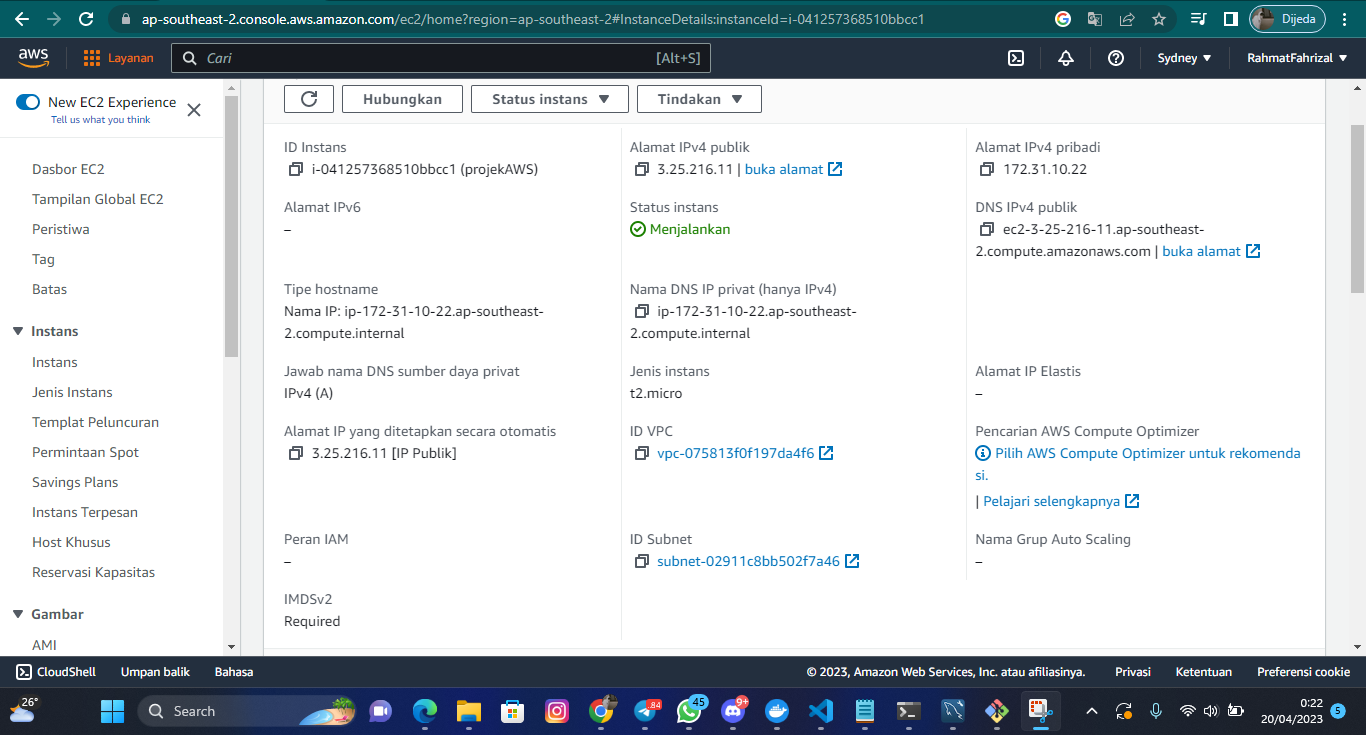 ap-southeast-2.console.aws.amazon.com/ec2/home?region=ap-southeast-2#InstanceDetails:instanceId=i-041257368510bbcc1
Dijeda
aws
Layanan
Cari
[Alt+S]
Sydney
RahmatFahrizal
New EC2 Experience
Tell us what you think
Dasbor EC2
Tampilan Global EC2
Peristiwa
Tag
Batas
Instans
Instans
Jenis Instans
Templat Peluncuran
Permintaan Spot
Savings Plans
Instans Terpesan
Host Khusus
Reservasi Kapasitas
Gambar
AMI
Hubungkan
Status instans
Tindakan
ID Instans
i-041257368510bbcc1 (projekAWS)
Alamat IPv4 publik
3.25.216.11 | buka alamat
Alamat IPv4 pribadi
172.31.10.22
Alamat IPv6
–
Status instans
Menjalankan
DNS IPv4 publik
ec2-3-25-216-11.ap-southeast-
2.compute.amazonaws.com | buka alamat
Tipe hostname
Nama IP: ip-172-31-10-22.ap-southeast-
2.compute.internal
Nama DNS IP privat (hanya IPv4)
ip-172-31-10-22.ap-southeast-
2.compute.internal
Jawab nama DNS sumber daya privat
IPv4 (A)
Jenis instans
t2.micro
Alamat IP Elastis
–
Alamat IP yang ditetapkan secara otomatis
3.25.216.11 [IP Publik]
ID VPC
vpc-075813f0f197da4f6
Pencarian AWS Compute Optimizer
Pilih AWS Compute Optimizer untuk rekomenda
si.
| Pelajari selengkapnya
Peran IAM
–
ID Subnet
subnet-02911c8bb502f7a46
Nama Grup Auto Scaling
–
IMDSv2
Required
CloudShell
Umpan balik
Bahasa
© 2023, Amazon Web Services, Inc. atau afiliasinya.
Privasi
Ketentuan
Preferensi cookie
26°
Search
84
45
9+
0:22
20/04/2023
5